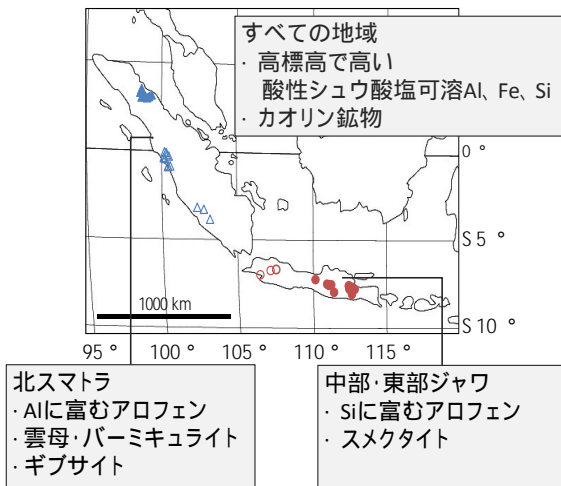 すべての地域
· 高標高で高い
酸性シュウ酸塩可溶Al、Fe、Si
· カオリン鉱物
0 °
S 5 °
1000 km
S 10 °
95 °
100 °
105 °
110 °
115 °
北スマトラ
· Alに富むアロフェン
· 雲母·バーミキュライト
· ギブサイト
中部·東部ジャワ
· Siに富むアロフェン
· スメクタイト